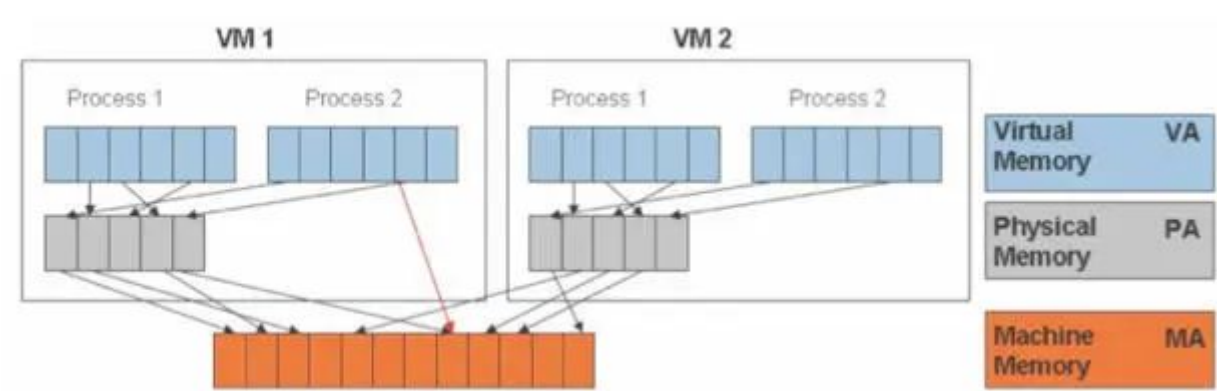 VM 1
VM 2
Process 1
Process 2
Process 1
Process 2
Virtual Memory VA
Physical Memory PA
Machine Memory MA